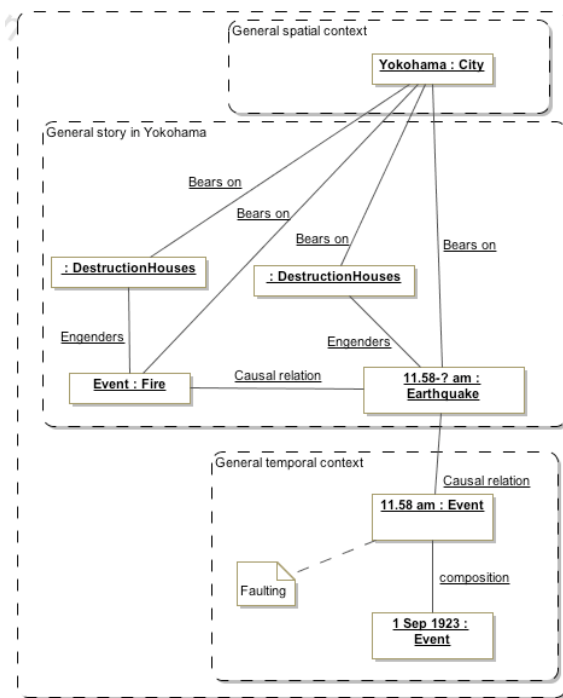 General spatial context
Yokohama : City
General story in Yokohama
Bears on
Bears on
Bears on
Bears on
: DestructionHouses
: DestructionHouses
Engenders
Engenders
Event : Fire
Causal relation
11.58-? am :
Earthquake
General temporal context
Causal relation
11.58 am : Event
Faulting
composition
1 Sep 1923 :
Event